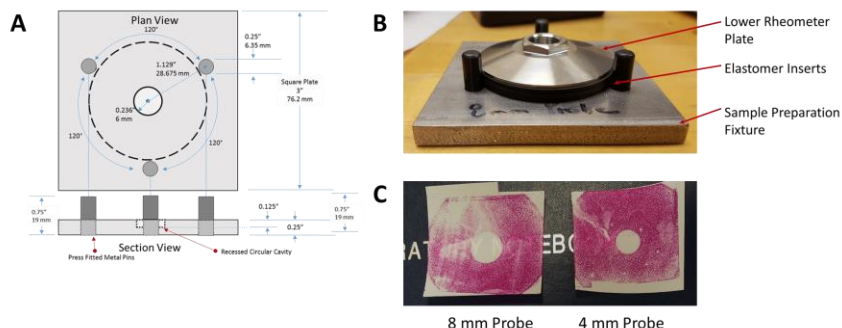 A
Plan View
120°
0.25"
6.35 mm
1.129"
28.675 mm
Square Plate
3"
76.2 mm
0.236"
6 mm
120°
120°
0.75"
19 mm
0.125"
0.25"
0.75"
19 mm
Section View
Press Fitted Metal Pins
Recessed Circular Cavity
B
Lower Rheometer
Plate
Elastomer Inserts
Sample Preparation
Fixture
C
8 mm Probe
4 mm Probe